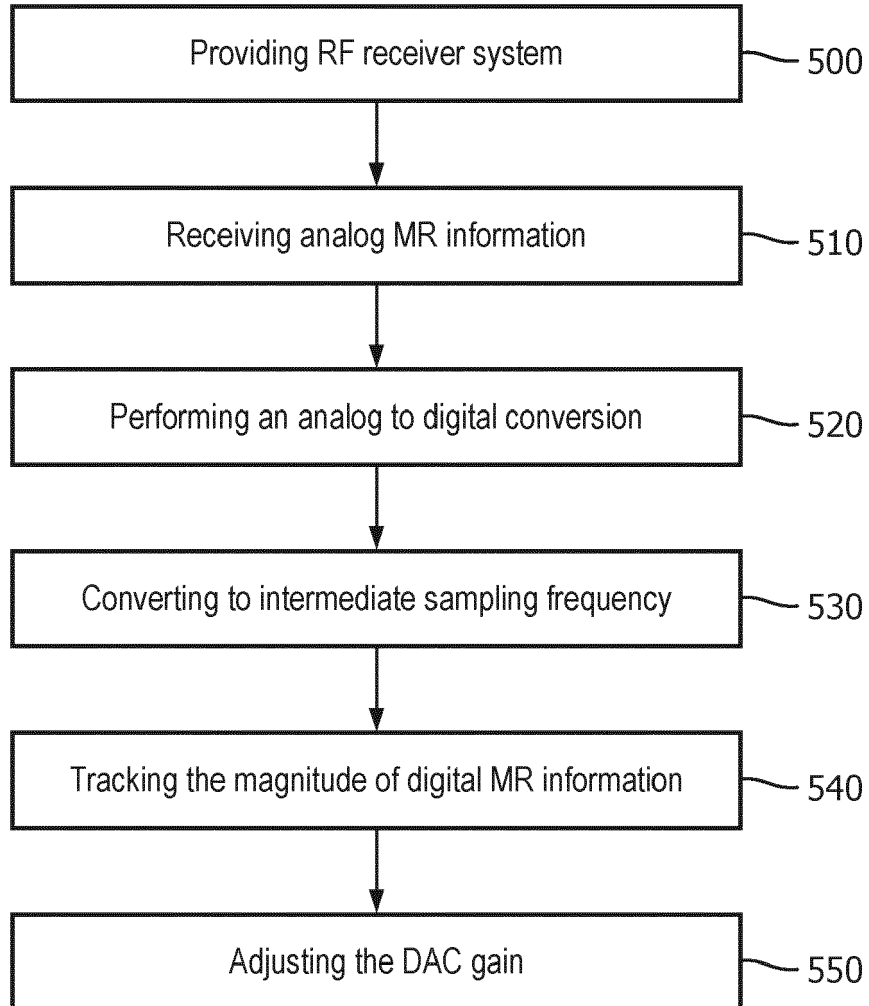 Providing RF receiver system
500
Receiving analog MR information
510
Performing an analog to digital conversion
520
Converting to intermediate sampling frequency
530
Tracking the magnitude of digital MR information
540
Adjusting the DAC gain
550